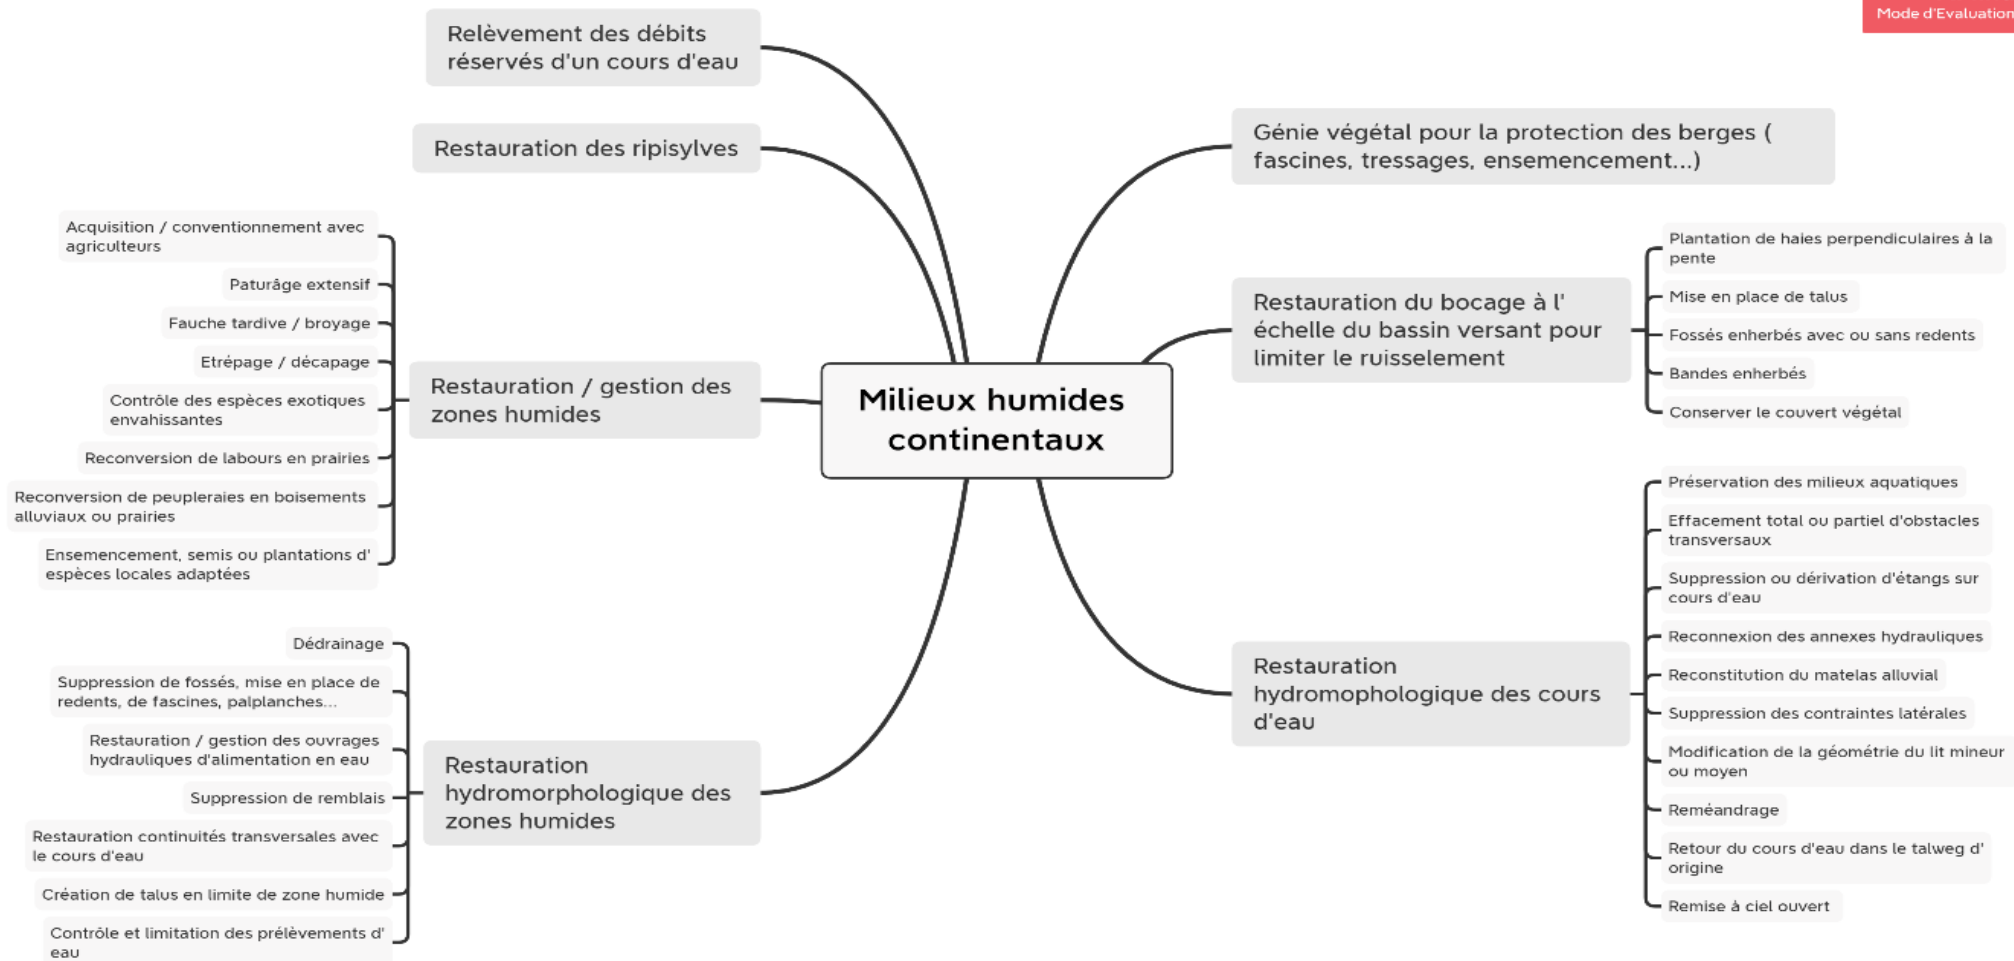 Mode d'Evaluation
Relèvement des débits
réservés d'un cours d'eau
Restauration des ripisylves
Acquisition / conventionnement avec
agriculteurs
Paturâge extensif
Fauche tardive / broyage
Etrépage / décapage
Contrôle des espèces exotiques
envahissantes
Reconversion de labours en prairies
Reconversion de peupleraies en boisements
alluviaux ou prairies
Ensemencement, semis ou plantations d'
espèces locales adaptées
Restauration / gestion des
zones humides
Dédrainage
Suppression de fossés, mise en place de
redents, de fascines, palplanches...
Restauration / gestion des ouvrages
hydrauliques d'alimentation en eau
Suppression de remblais
Restauration continuités transversales avec
le cours d'eau
Création de talus en limite de zone humide
Contrôle et limitation des prélèvements d'
eau
Restauration
hydromorphologique des
zones humides
Milieux humides
continentaux
Génie végétal pour la protection des berges (
fascines, tressages, ensemencement...)
Restauration du bocage à l'
échelle du bassin versant pour
limiter le ruisselement
Plantation de haies perpendiculaires à la
pente
Mise en place de talus
Fossés enherbés avec ou sans redents
Bandes enherbés
Conserver le couvert végétal
Restauration
hydromophologique des cours
d'eau
Préservation des milieux aquatiques
Effacement total ou partiel d'obstacles
transversaux
Suppression ou dérivation d'étangs sur
cours d'eau
Reconnexion des annexes hydrauliques
Reconstitution du matelas alluvial
Suppression des contraintes latérales
Modification de la géométrie du lit mineur
ou moyen
Reméandrage
Retour du cours d'eau dans le talweg d'
origine
Remise à ciel ouvert